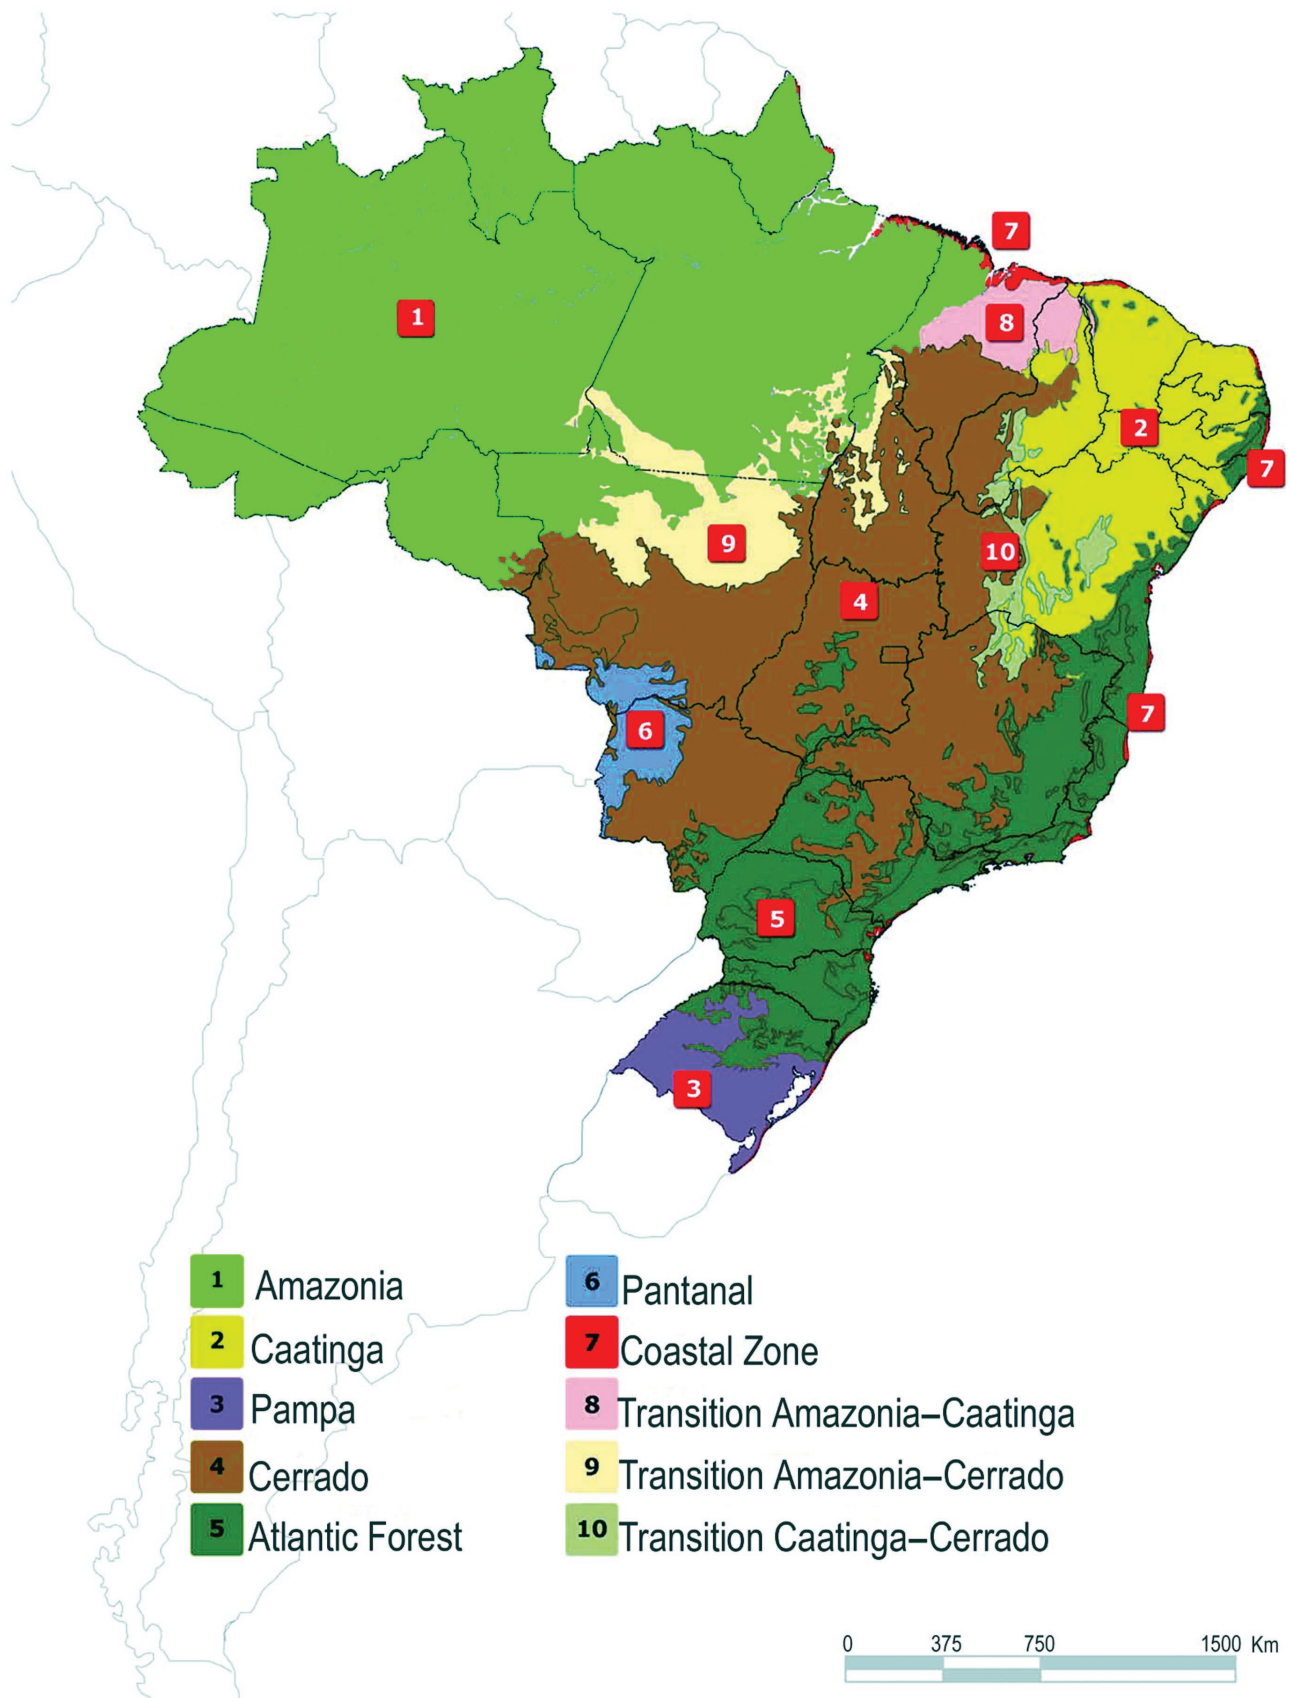 7
1
8
2
7
9
10
4
7
6
5
3
1 Amazonia
2 Caatinga
3 Pampa
4 Cerrado
5 Atlantic Forest
6 Pantanal
7 Coastal Zone
8 Transition Amazonia–Caatinga
9 Transition Amazonia–Cerrado
10 Transition Caatinga–Cerrado
0 375 750 1500 Km